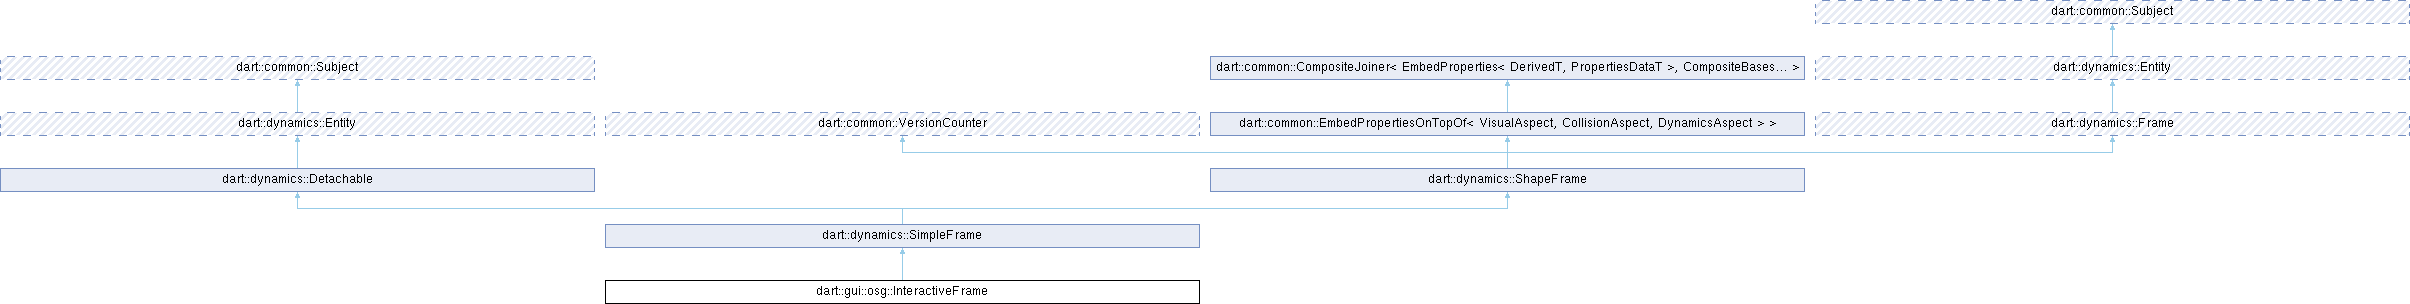 dart::common::Subject
dart::common::Subject
dart::common::CompositeJoiner< EmbedProperties< DerivedT, PropertiesDataT >, CompositeBases... >
dart::dynamics::Entity
dart::dynamics::Entity
dart::common::VersionCounter
dart::common::EmbedPropertiesOnTopOf< VisualAspect, CollisionAspect, DynamicsAspect > >
dart::dynamics::Frame
dart::dynamics::Detachable
dart::dynamics::ShapeFrame
dart::dynamics::SimpleFrame
dart::gui::osg::InteractiveFrame